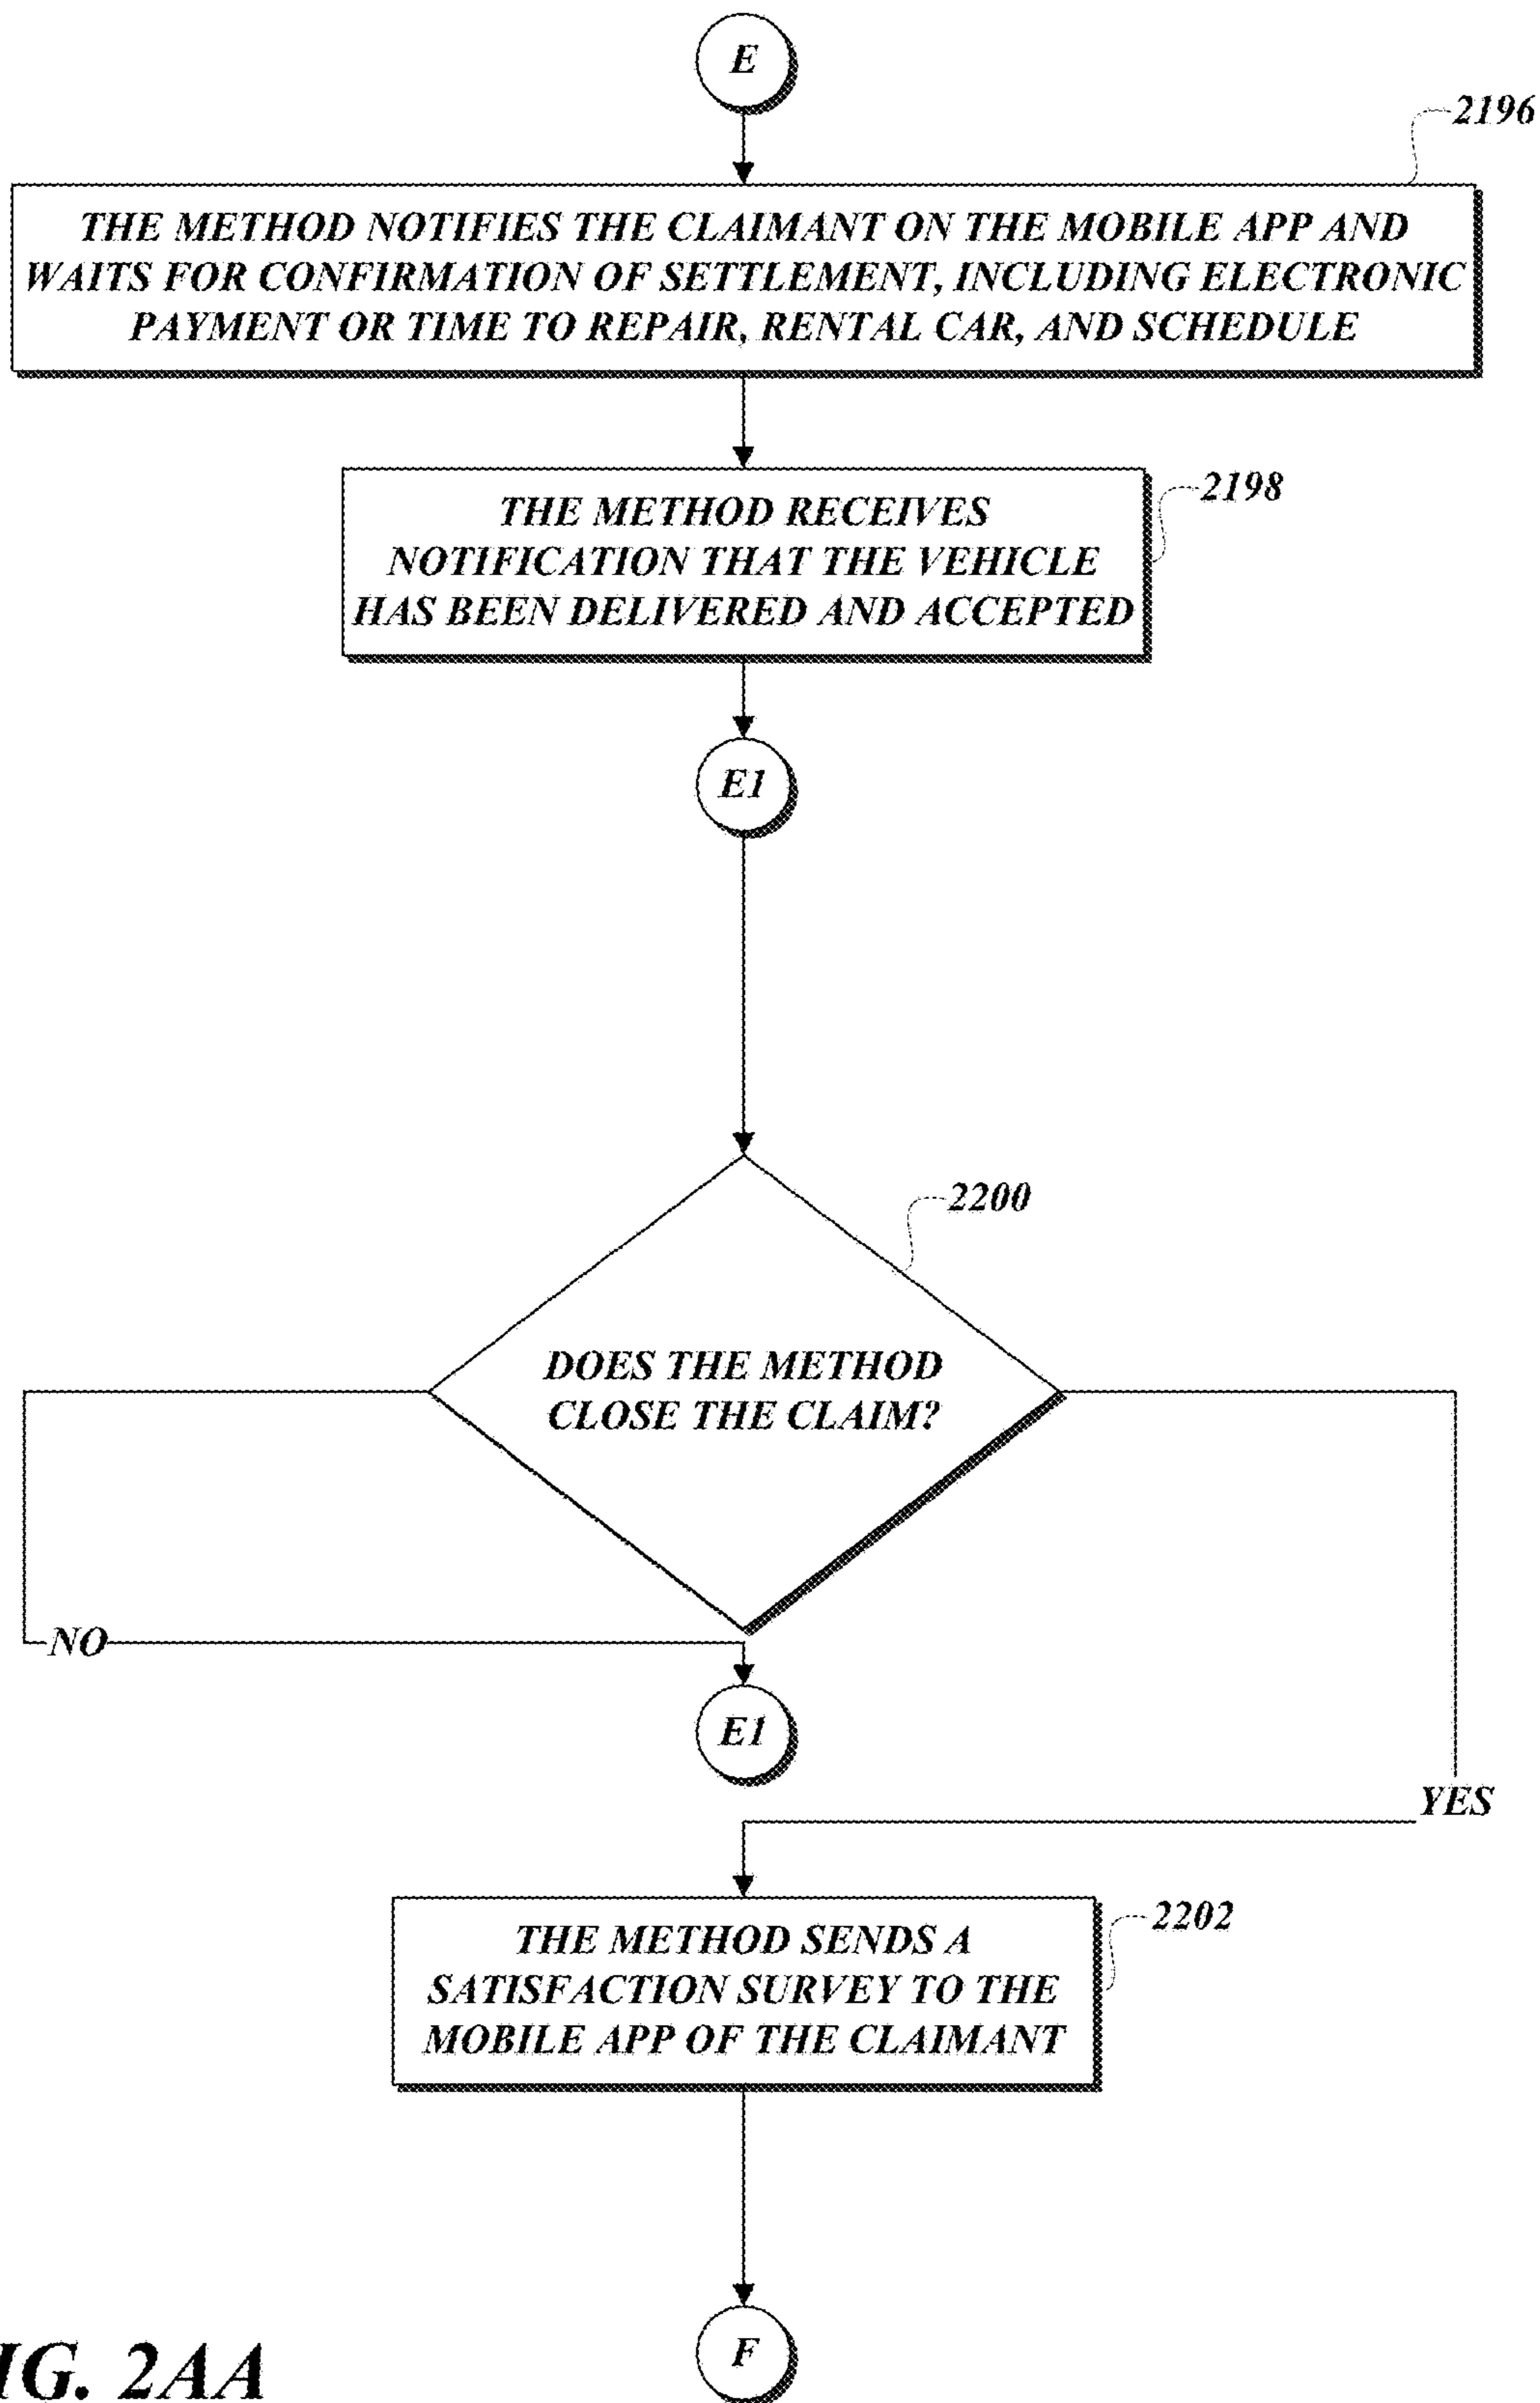 E
2196
THE METHOD NOTIFIES THE CLAIMANT ON THE MOBILE APP AND
WAITS FOR CONFIRMATION OF SETTLEMENT, INCLUDING ELECTRONIC
PAYMENT OR TIME TO REPAIR, RENTAL CAR, AND SCHEDULE
2198
THE METHOD RECEIVES
NOTIFICATION THAT THE VEHICLE
HAS BEEN DELIVERED AND ACCEPTED
E1
2200
DOES THE METHOD
CLOSE THE CLAIM?
NO
E1
YES
2202
THE METHOD SENDS A
SATISFACTION SURVEY TO THE
MOBILE APP OF THE CLAIMANT
F
IG. 2AA